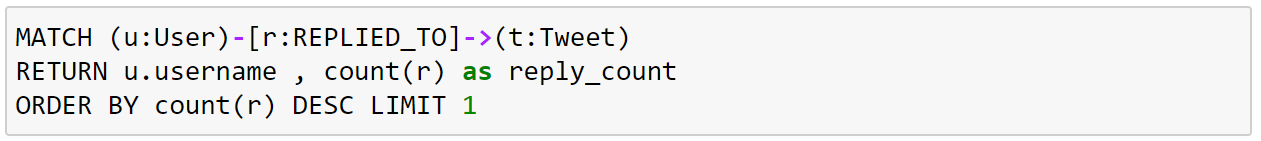 MATCH (u:User)-[r:REPLIED_TO]->(t:Tweet)
RETURN u.username , count(r) as reply_count
ORDER BY count(r) DESC LIMIT 1